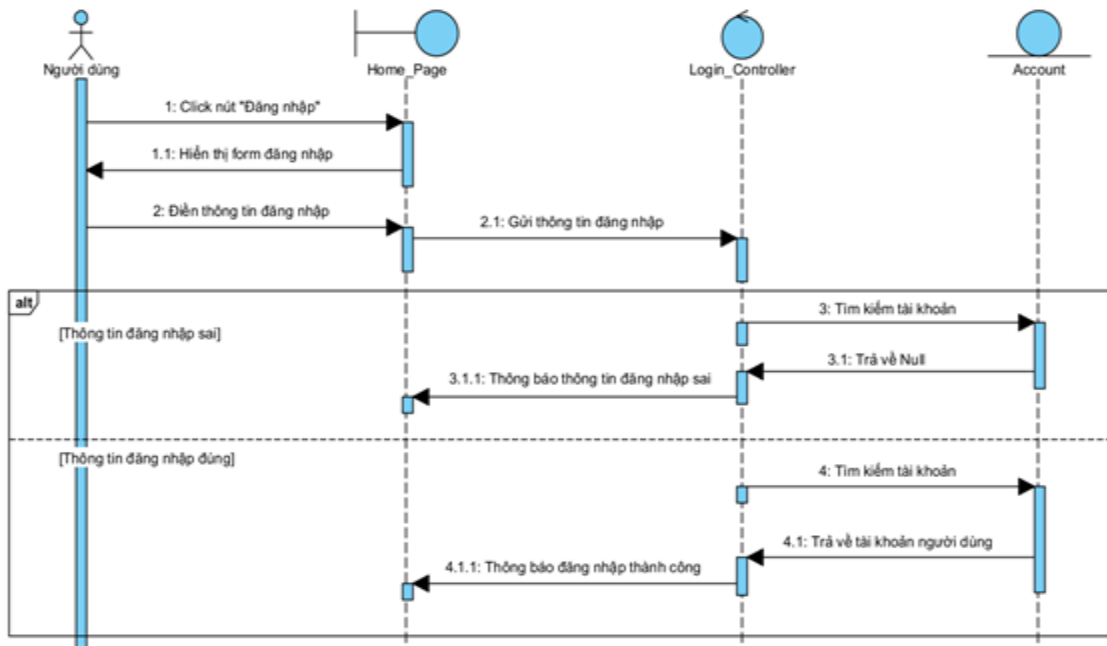 Người dùng
Home_Page
Login_Controller
Account
1: Click nút "Đăng nhập"
1.1: Hiển thị form đăng nhập
2: Điền thông tin đăng nhập
2.1: Gửi thông tin đăng nhập
alt
[Thông tin đăng nhập sai]
3: Tìm kiếm tài khoản
3.1: Trả về Null
3.1.1: Thông báo thông tin đăng nhập sai
[Thông tin đăng nhập đúng]
4: Tìm kiếm tài khoản
4.1: Trả về tài khoản người dùng
4.1.1: Thông báo đăng nhập thành công